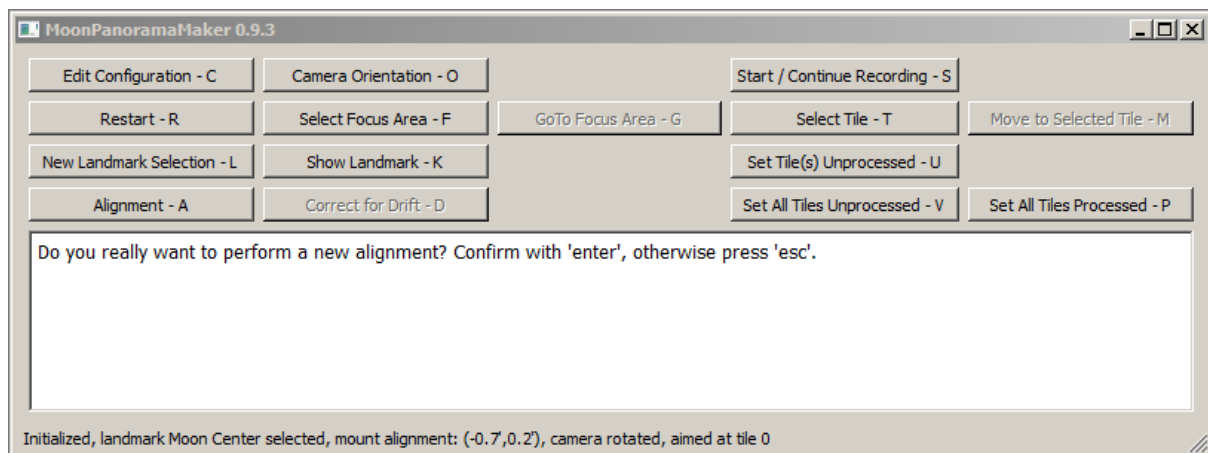 MoonPanoramaMaker 0.9.3
Edit Configuration - C
Camera Orientation - O
Start / Continue Recording - S
Restart - R
Select Focus Area - F
GoTo Focus Area - G
Select Tile - T
Move to Selected Tile - M
New Landmark Selection - L
Show Landmark - K
Set Tile(s) Unprocessed - U
Alignment - A
Correct for Drift - D
Set All Tiles Unprocessed - V
Set All Tiles Processed - P
Do you really want to perform a new alignment? Confirm with 'enter', otherwise press 'esc'.
Initialized, landmark Moon Center selected, mount alignment: (-0.7',0.2'), camera rotated, aimed at tile 0